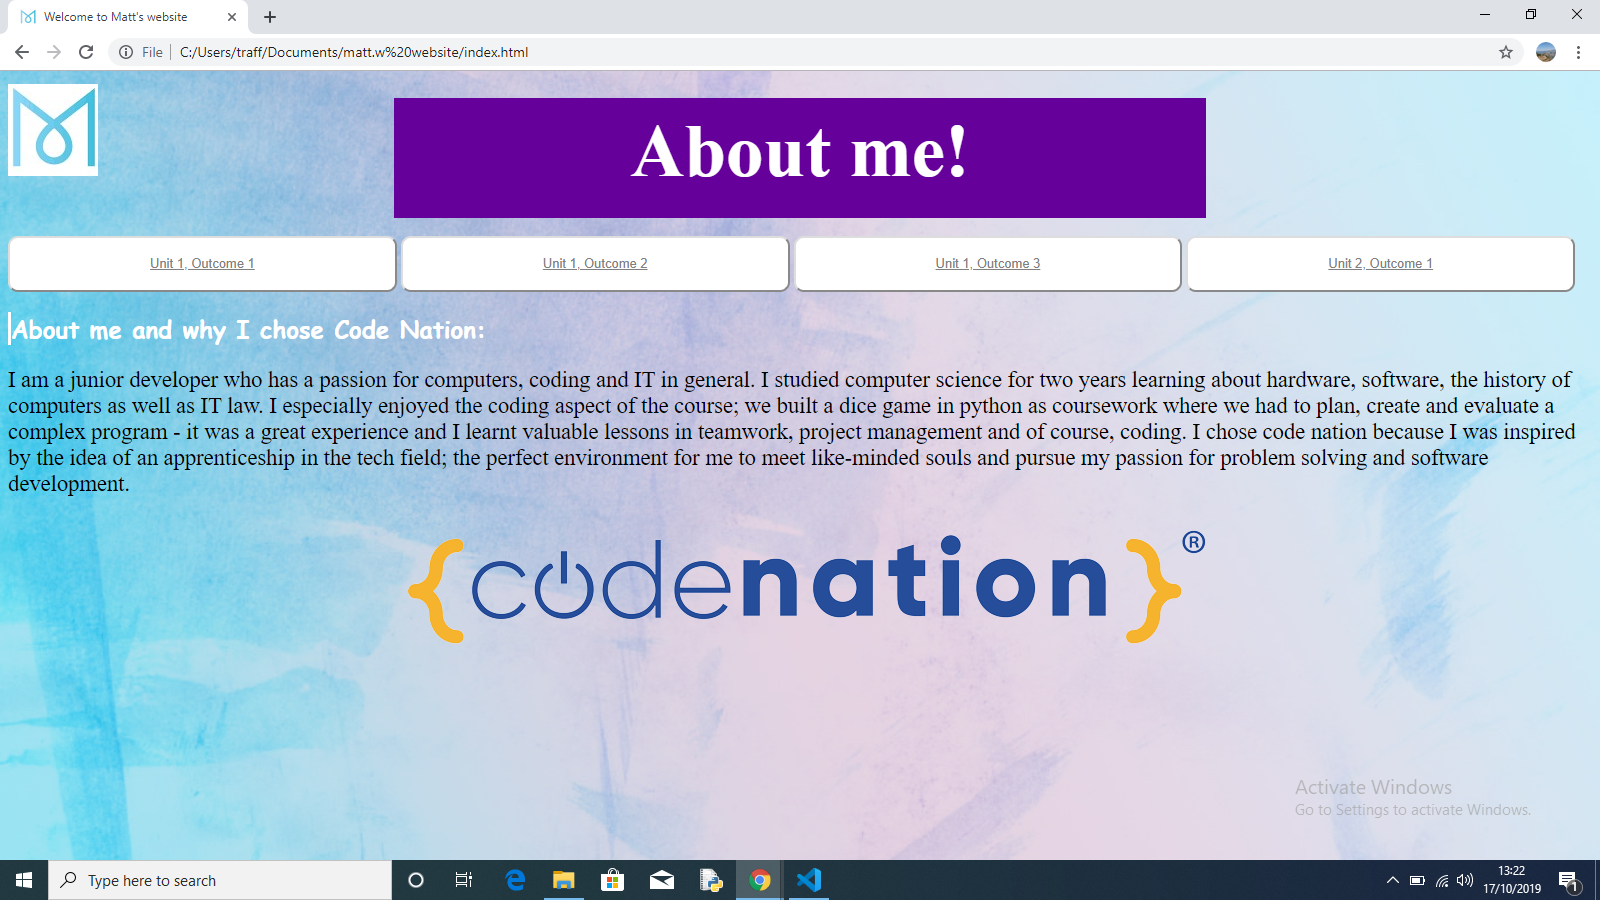 Welcome to Matt's website
File
C:/Users/traff/Documents/matt.w%20website/index.html
M
About me!
Unit 1, Outcome 1
Unit 1, Outcome 2
Unit 1, Outcome 3
Unit 2, Outcome 1
About me and why I chose Code Nation:
I am a junior developer who has a passion for computers, coding and IT in general. I studied computer science for two years learning about hardware, software, the history of
computers as well as IT law. I especially enjoyed the coding aspect of the course; we built a dice game in python as coursework where we had to plan, create and evaluate a
complex program - it was a great experience and I learnt valuable lessons in teamwork, project management and of course, coding. I chose code nation because I was inspired
by the idea of an apprenticeship in the tech field; the perfect environment for me to meet like-minded souls and pursue my passion for problem solving and software
development.
{codenation}®
Activate Windows
Go to Settings to activate Windows.
Type here to search
13:22
17/10/2019
1